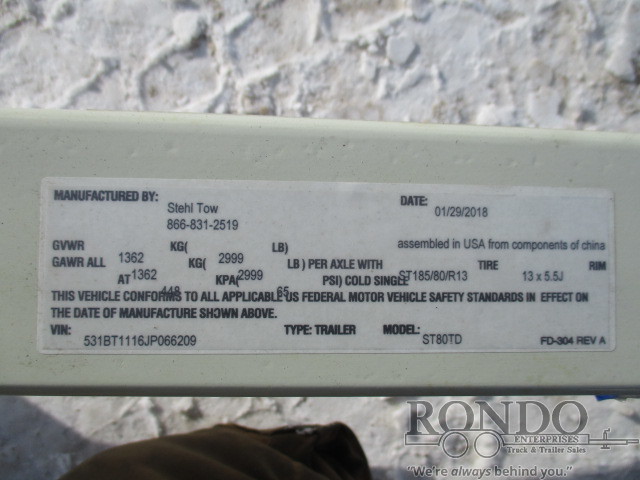 MANUFACTURED BY: Stehl Tow DATE: 01/29/2018
866-831-2519
GVWR KG( LB) assembled in USA from components of china
1362 2999
GAWR ALL KG( LB) PER AXLE WITH TIRE RIM
1362 2999 ST185/80/R13 13 x 5.5J
AT KPA( PSI) COLD SINGLE
448 65
THIS VEHICLE CONFORMS TO ALL APPLICABLE US FEDERAL MOTOR VEHICLE SAFETY STANDARDS IN EFFECT ON
THE DATE OF MANUFACTURE SHOWN ABOVE.
VIN: 531BT1116JP066209 TYPE: TRAILER MODEL: ST80TD FD-304 REV A
RONDO
ENTERPRISES
Truck & Trailer Sales
"We're always behind you."